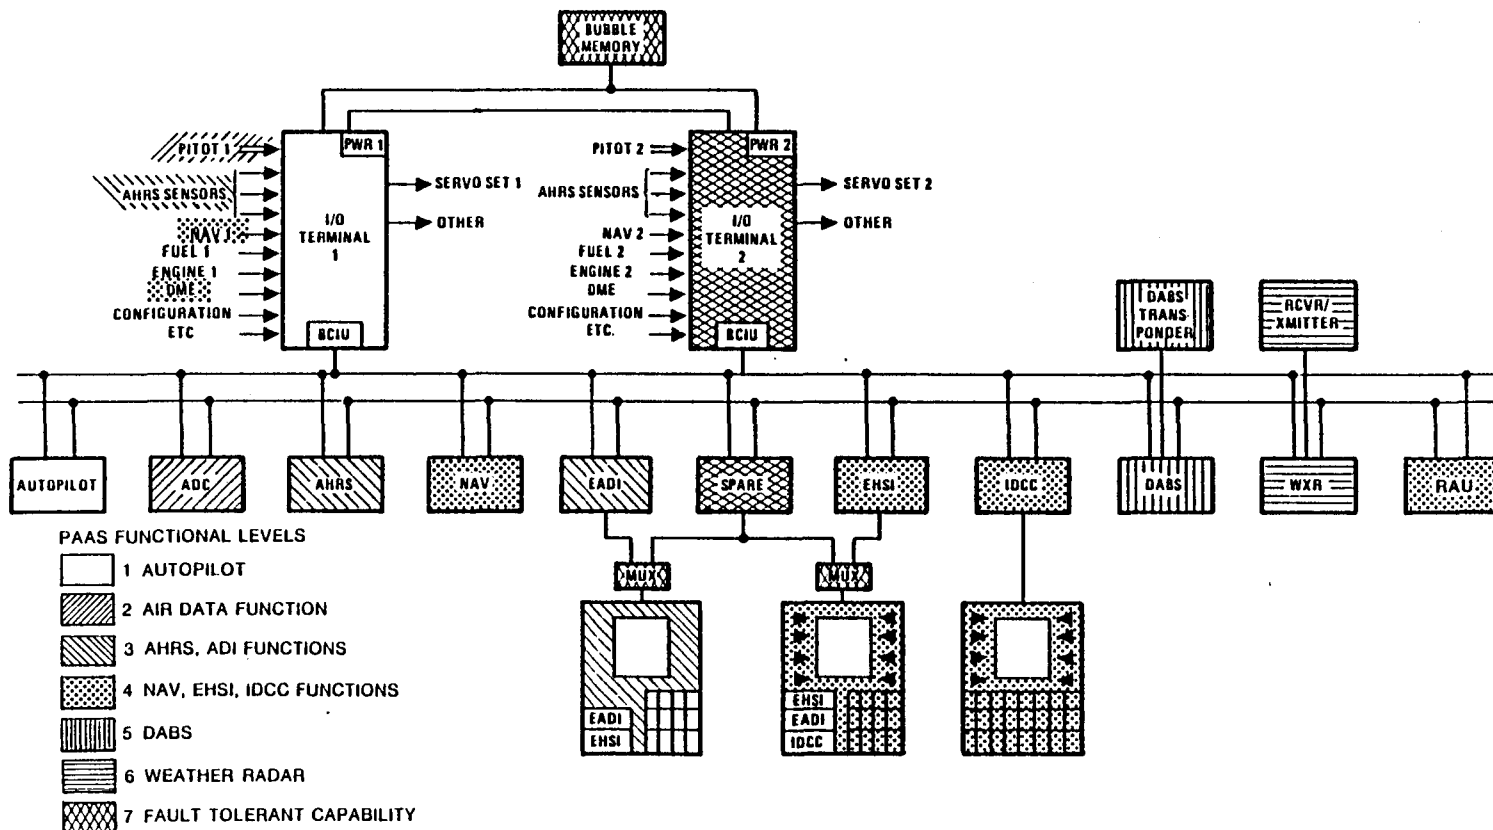 BUBBLE
MEMORY
PWR 1
PITOT 1
AHRS SENSORS
NAV 1
FUEL 1
ENGINE 1
DME
CONFIGURATION
ETC
I/O
TERMINAL
1
BCIU
SERVO SET 1
OTHER
PWR 2
PITOT 2
AHRS SENSORS
NAV 2
FUEL 2
ENGINE 2
DME
CONFIGURATION
ETC.
I/O
TERMINAL
2
BCIU
SERVO SET 2
OTHER
DABS
TRANS
PONDER
RCVR/
XMITTER
AUTOPILOT
ADC
AHRS
NAV
EADI
SPARE
EHSI
IDCC
DABS
WXR
RAU
MUX
MUX
EADI
EHSI
EHSI
EADI
IDCC
PAAS FUNCTIONAL LEVELS
1 AUTOPILOT
2 AIR DATA FUNCTION
3 AHRS, ADI FUNCTIONS
4 NAV, EHSI, IDCC FUNCTIONS
5 DABS
6 WEATHER RADAR
7 FAULT TOLERANT CAPABILITY